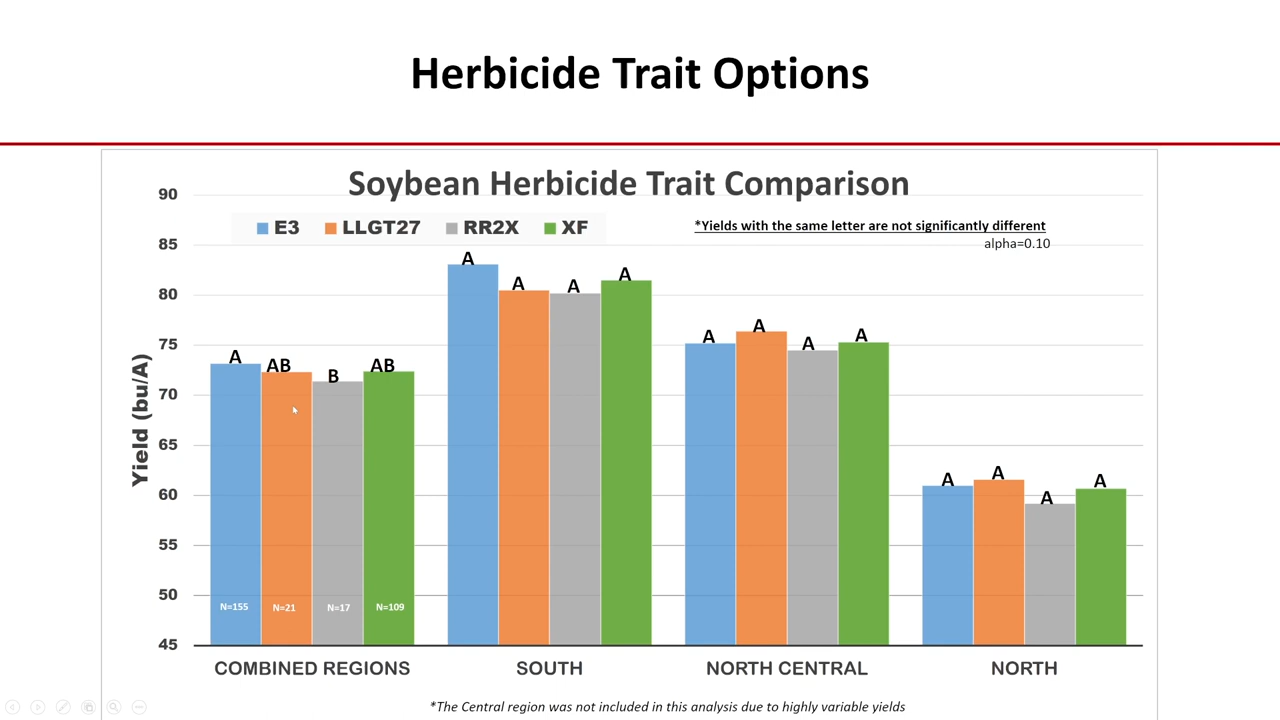 Herbicide Trait Options
Soybean Herbicide Trait Comparison
E3 LLGT27 RR2X XF
*Yields with the same letter are not significantly different
alpha=0.10
Yield (bu/A)
90
85
80
75
70
65
60
55
50
45
A AB B AB
A A A A
A A A A
A A A A
N=155 N=21 N=17 N=109
COMBINED REGIONS SOUTH NORTH CENTRAL NORTH
*The Central region was not included in this analysis due to highly variable yields